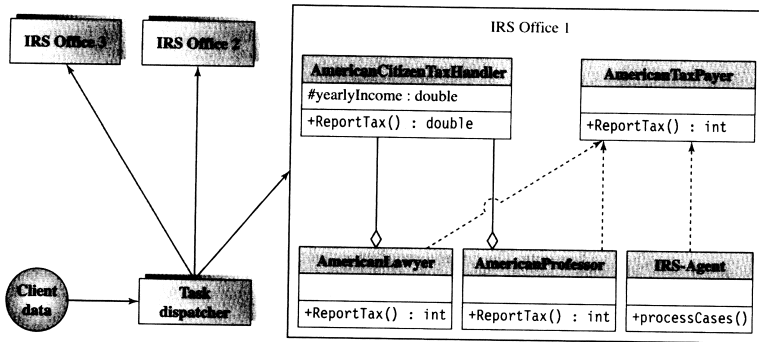 IRS Office 3
IRS Office 2
IRS Office 1
AmericanCitizenTaxHandler
#yearlyIncome : double
+ReportTax() : double
AmericanTaxPayer
+ReportTax() : int
Client
data
Task
dispatcher
AmericanLawyer
+ReportTax() : int
AmericanProfessor
+ReportTax() : int
IRS-Agent
+processCases()